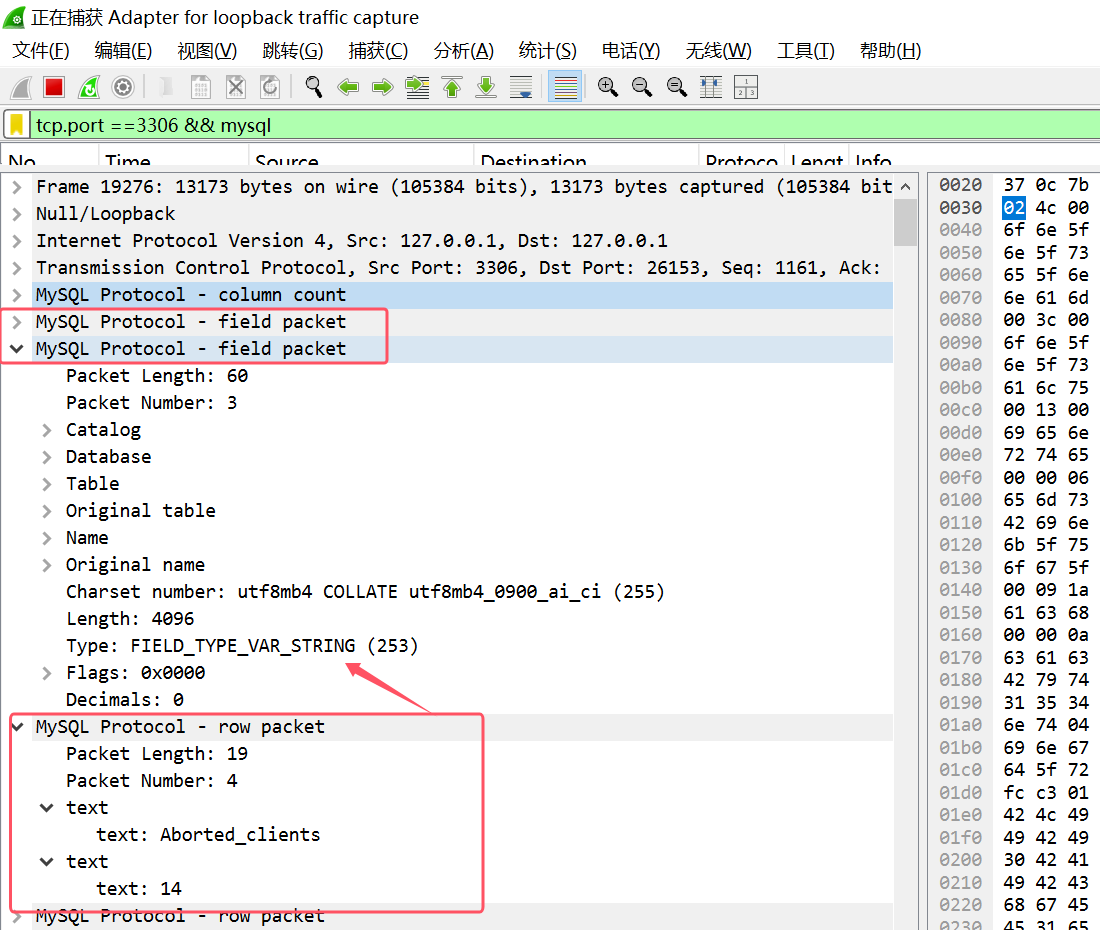 正在捕获 Adapter for loopback traffic capture
文件(F) 编辑(E) 视图(V) 跳转(G) 捕获(C) 分析(A) 统计(S) 电话(Y) 无线(W) 工具(T) 帮助(H)
tcp.port ==3306 && mysql
No. Time Source Destination Protoco Lengt Info
Frame 19276: 13173 bytes on wire (105384 bits), 13173 bytes captured (105384 bit
Null/Loopback
Internet Protocol Version 4, Src: 127.0.0.1, Dst: 127.0.0.1
Transmission Control Protocol, Src Port: 3306, Dst Port: 26153, Seq: 1161, Ack:
MySQL Protocol - column count
MySQL Protocol - field packet
MySQL Protocol - field packet
Packet Length: 60
Packet Number: 3
Catalog
Database
Table
Original table
Name
Original name
Charset number: utf8mb4 COLLATE utf8mb4_0900_ai_ci (255)
Length: 4096
Type: FIELD_TYPE_VAR_STRING (253)
Flags: 0x0000
Decimals: 0
MySQL Protocol - row packet
Packet Length: 19
Packet Number: 4
text
text: Aborted_clients
text
text: 14
MySQL Protocol - row packet
0020 37 0c 7b
0030 02 4c 00
0040 6f 6e 5f
0050 6e 5f 73
0060 65 5f 6e
0070 6e 61 6d
0080 00 3c 00
0090 6f 6e 5f
00a0 6e 5f 73
00b0 61 6c 75
00c0 00 13 00
00d0 69 65 6e
00e0 72 74 65
00f0 00 00 06
0100 65 6d 73
0110 42 69 6e
0120 6b 5f 75
0130 6f 67 5f
0140 00 09 1a
0150 61 63 68
0160 00 00 0a
0170 63 61 63
0180 42 79 74
0190 31 35 34
01a0 6e 74 04
01b0 69 6e 67
01c0 64 5f 72
01d0 fc c3 01
01e0 42 4c 49
01f0 49 42 49
0200 30 42 41
0210 49 42 43
0220 68 67 45
0230 45 31 65